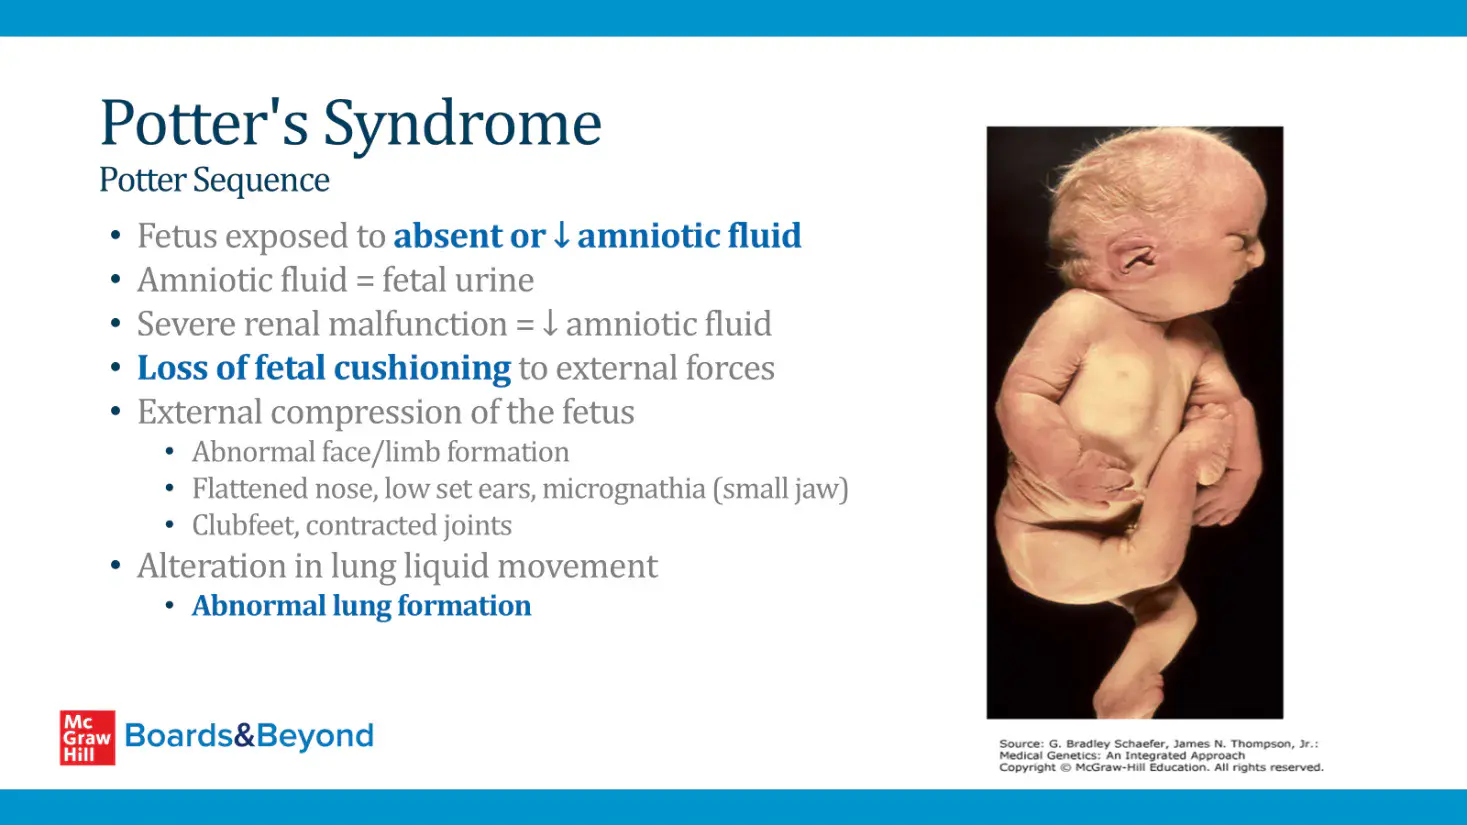 Potter's Syndrome
Potter Sequence
• Fetus exposed to absent or ↓ amniotic fluid
• Amniotic fluid = fetal urine
• Severe renal malfunction = ↓ amniotic fluid
• Loss of fetal cushioning to external forces
• External compression of the fetus
• Abnormal face/limb formation
• Flattened nose, low set ears, micrognathia (small jaw)
• Clubfeet, contracted joints
• Alteration in lung liquid movement
• Abnormal lung formation
Mc
Graw
Hill
Boards&Beyond
Source: G. Bradley Schaefer, James N. Thompson, Jr.:
Medical Genetics: An Integrated Approach
Copyright © McGraw-Hill Education. All rights reserved.